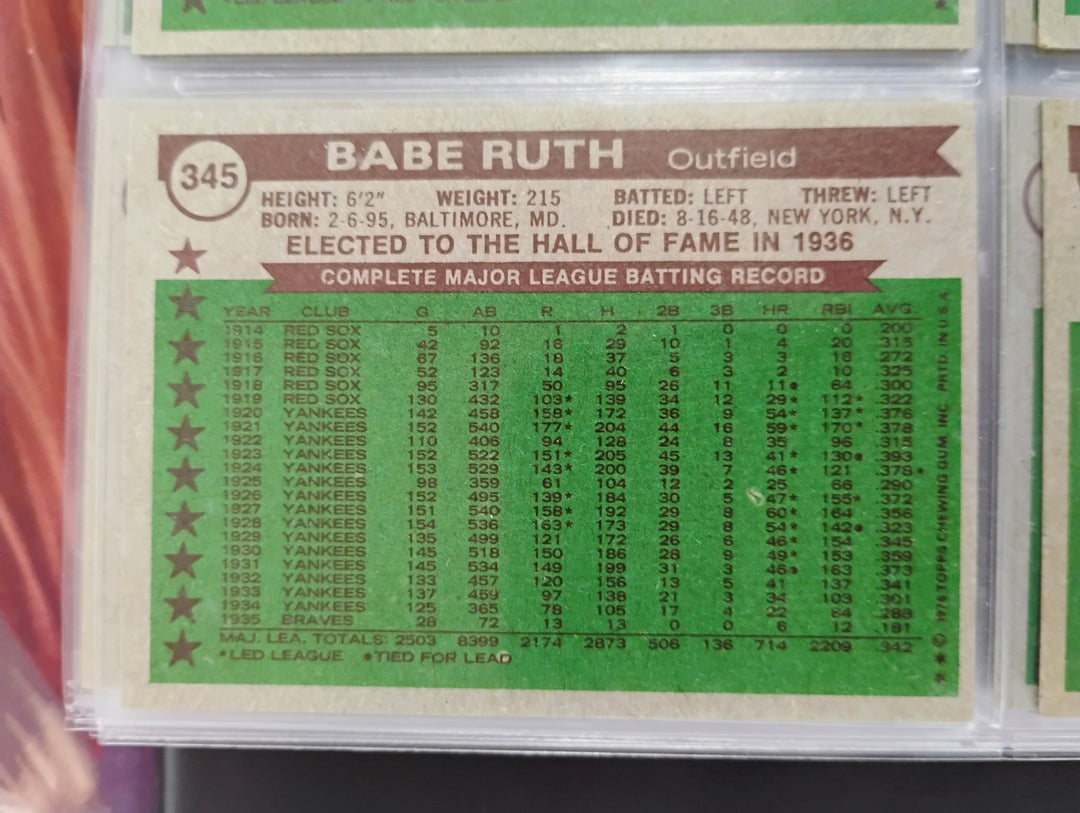 345
BABE RUTH Outfield
HEIGHT: 6'2" WEIGHT: 215 BATTED: LEFT THREW: LEFT
BORN: 2-6-95, BALTIMORE, MD. DIED: 8-16-48, NEW YORK, N.Y.
ELECTED TO THE HALL OF FAME IN 1936
COMPLETE MAJOR LEAGUE BATTING RECORD
YEAR CLUB G AB R H 2B 3B HR RBI AVG.
1914 RED SOX 5 10 1 2 1 0 0 0 .200
1915 RED SOX 42 92 16 29 10 1 4 20 .315
1916 RED SOX 67 136 18 37 5 3 3 16 .272
1917 RED SOX 52 123 14 40 6 3 2 10 .325
1918 RED SOX 95 317 50 95 26 11 11● 64 .300
1919 RED SOX 130 432 103* 139 34 12 29* 112* .322
1920 YANKEES 142 458 158* 172 36 9 54* 137* .376
1921 YANKEES 152 540 177* 204 44 16 59* 170* .378
1922 YANKEES 110 406 94 128 24 8 35 96 .315
1923 YANKEES 152 522 151* 205 45 13 41* 130● .393
1924 YANKEES 153 529 143* 200 39 7 46* 121 .378*
1925 YANKEES 98 359 61 104 12 2 25 66 .290
1926 YANKEES 152 495 139* 184 30 5 47* 155* .372
1927 YANKEES 151 540 158* 192 29 8 60* 164 .356
1928 YANKEES 154 536 163* 173 29 8 54* 142● .323
1929 YANKEES 135 499 121 172 26 6 46* 154 .345
1930 YANKEES 145 518 150 186 28 9 49* 153 .359
1931 YANKEES 145 534 149 199 31 3 46● 163 .373
1932 YANKEES 133 457 120 156 13 5 41 137 .341
1933 YANKEES 137 459 97 138 21 3 34 103 .301
1934 YANKEES 125 365 78 105 17 4 22 84 .288
1935 BRAVES 28 72 13 13 0 0 6 12 .181
MAJ. LEA. TOTALS: 2503 8399 2174 2873 506 136 714 2209 .342
*LED LEAGUE ●TIED FOR LEAD
**© 1976 TOPPS CHEWING GUM, INC. PRTD. IN U.S.A.